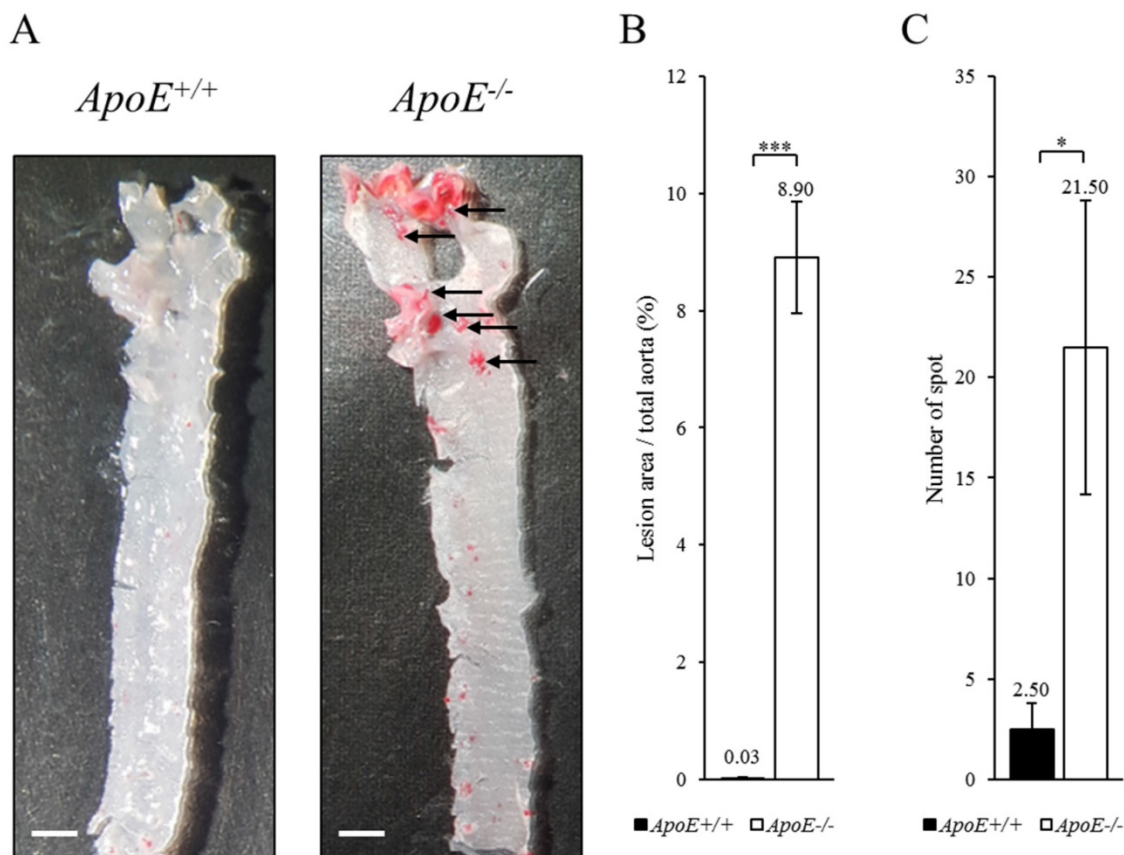 A
ApoE+/+
ApoE-/-
B
Lesion area / total aorta (%)
12
10
8
6
4
2
0
***
8.90
0.03
ApoE+/+ ApoE-/-
C
Number of spot
35
30
25
20
15
10
5
0
*
21.50
2.50
ApoE+/+ ApoE-/-